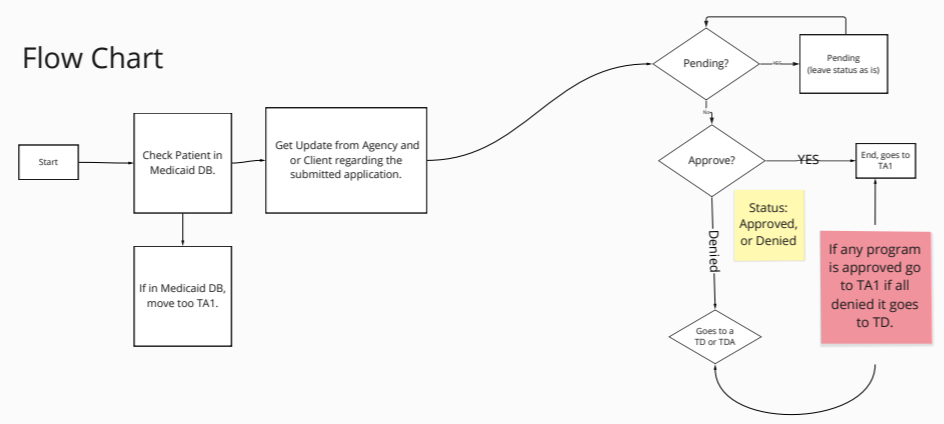 Flow Chart
Start
Check Patient in
Medicaid DB.
If in Medicaid DB,
move too TA1.
Get Update from Agency and
or Client regarding the
submitted application.
Pending?
YES
Pending
(leave status as is)
No
Approve?
YES
End, goes to
TA1
Status:
Approved,
or Denied
Denied
If any program
is approved go
to TA1 if all
denied it goes
to TD.
Goes to a
TD or TDA